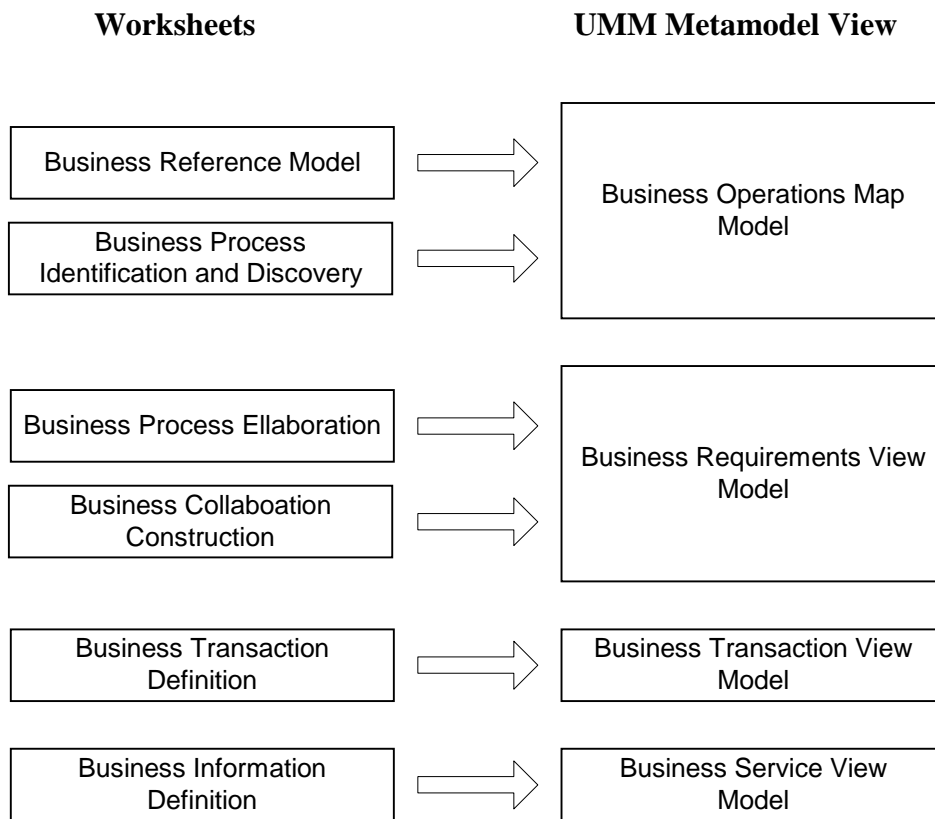 Worksheets
UMM Metamodel View
Business Reference Model
Business Process
Identification and Discovery
Business Operations Map
Model
Business Process Ellaboration
Business Collaboation
Construction
Business Requirements View
Model
Business Transaction
Definition
Business Transaction View
Model
Business Information
Definition
Business Service View
Model